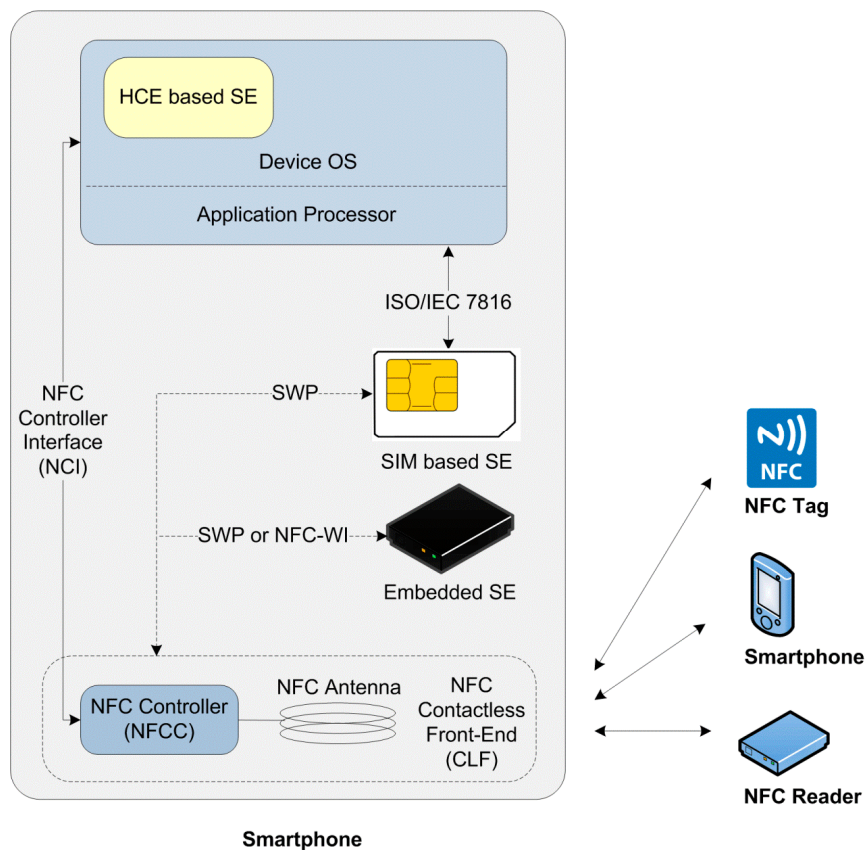 HCE based SE
Device OS
Application Processor
ISO/IEC 7816
SWP
NFC
Controller
Interface
(NCI)
SIM based SE
SWP or NFC-WI
Embedded SE
NFC Controller
(NFCC)
NFC Antenna
NFC
Contactless
Front-End
(CLF)
Smartphone
NFC
NFC Tag
Smartphone
NFC Reader